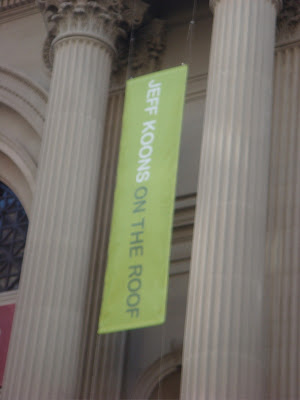 JEFF KOONS ON THE ROOF